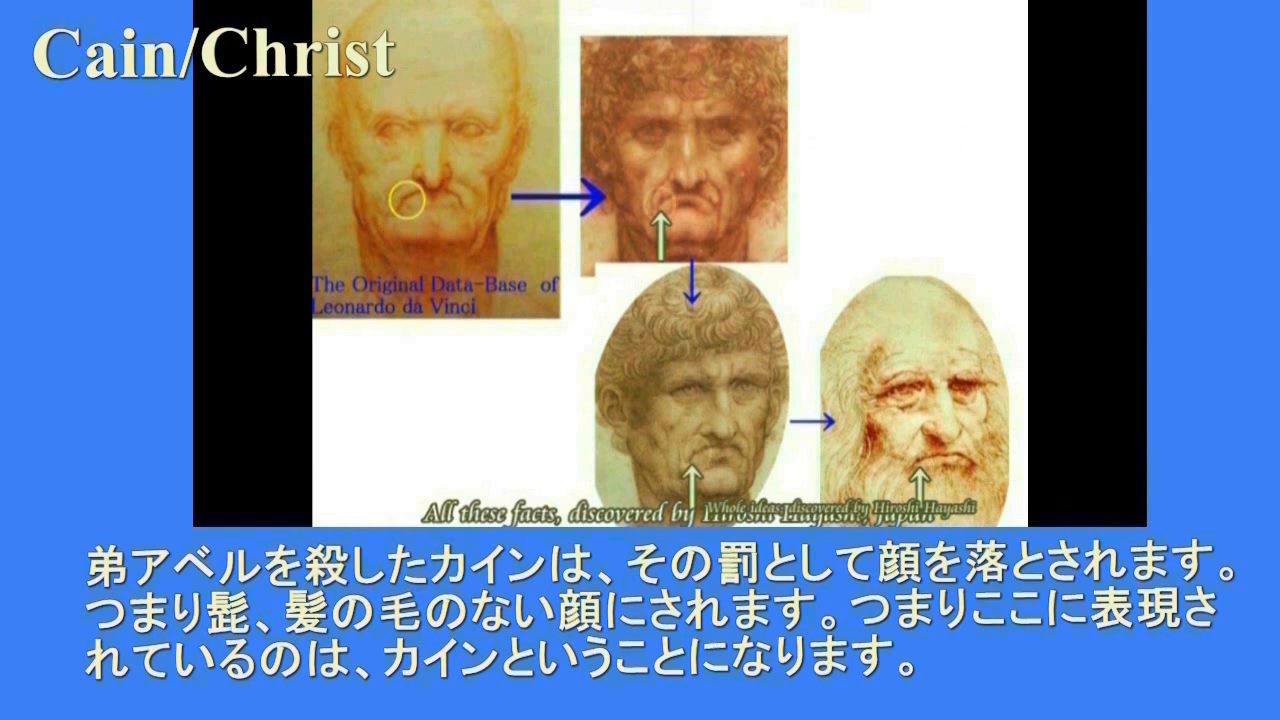 Cain/Christ
The Original Data-Base of
Leonardo da Vinci
All these facts, discovered by Hiroshi Hayashi, Japan
Whole ideas: discovered by Hiroshi Hayashi
弟アベルを殺したカインは、その罰として顔を落とされます。
つまり髭、髪の毛のない顔にされます。つまりここに表現さ
れているのは、カインということになります。